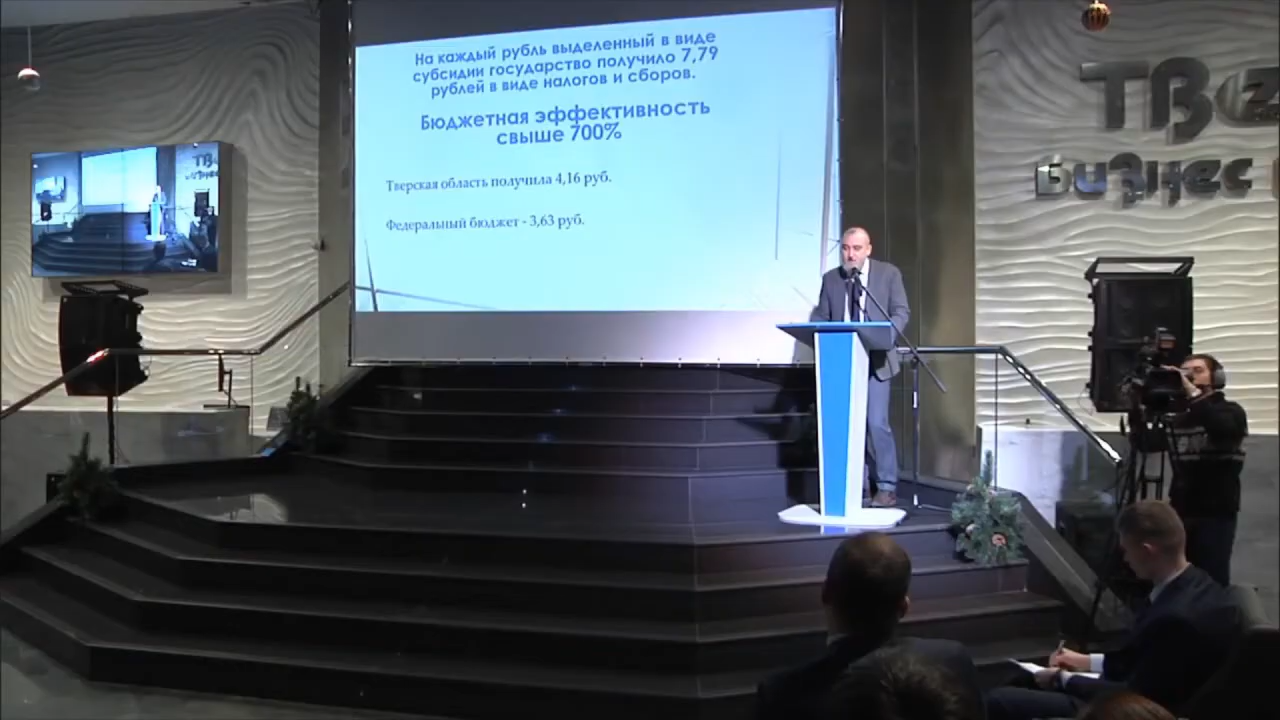 На каждый рубль выделенный в виде
субсидии государство получило 7,79
рублей в виде налогов и сборов.
Бюджетная эффективность
свыше 700%
Тверская область получила 4,16 руб.
Федеральный бюджет - 3,63 руб.
Бизнес